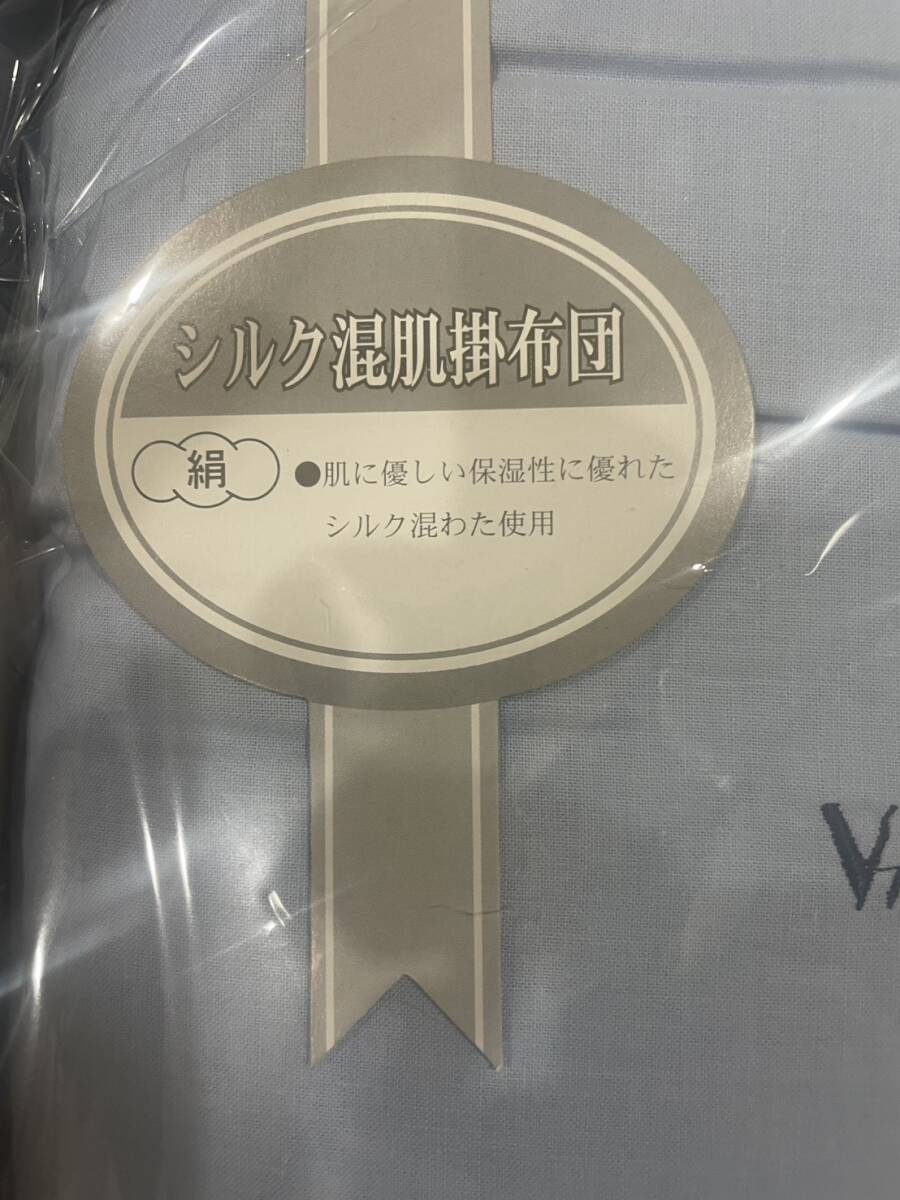 シルク混肌掛布団
絹
●肌に優しい保湿性に優れた
シルク混わた使用